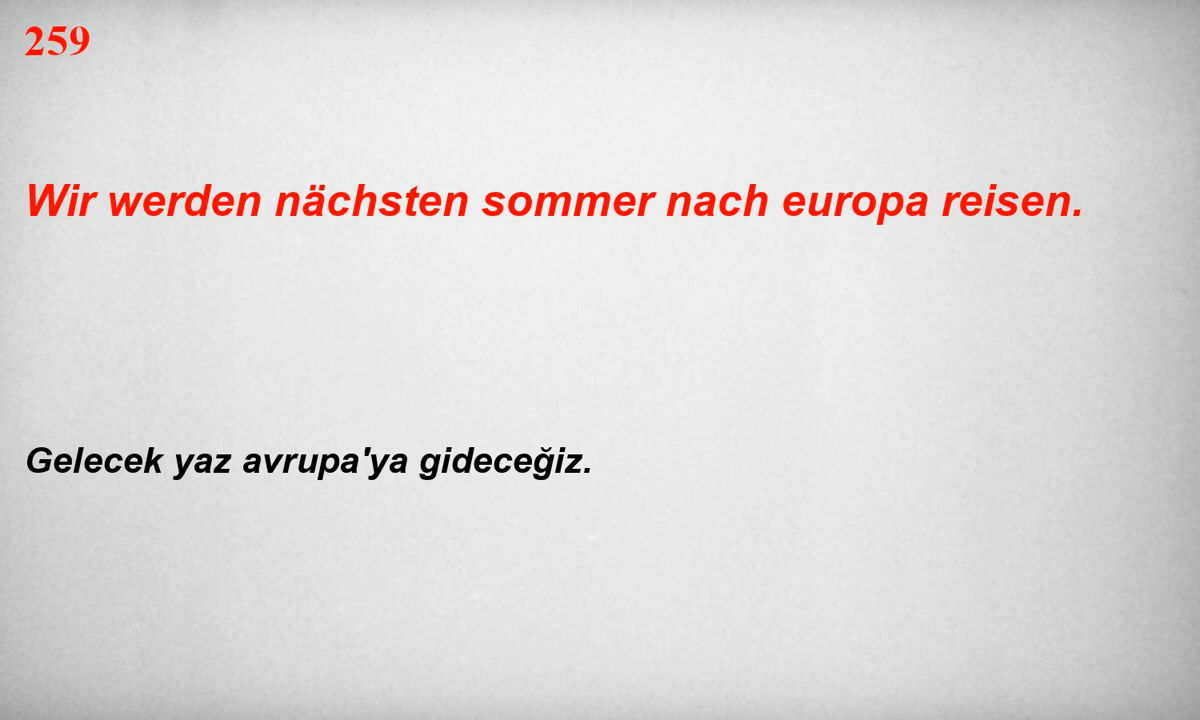 259
Wir werden nächsten sommer nach europa reisen.
Gelecek yaz avrupa'ya gideceğiz.